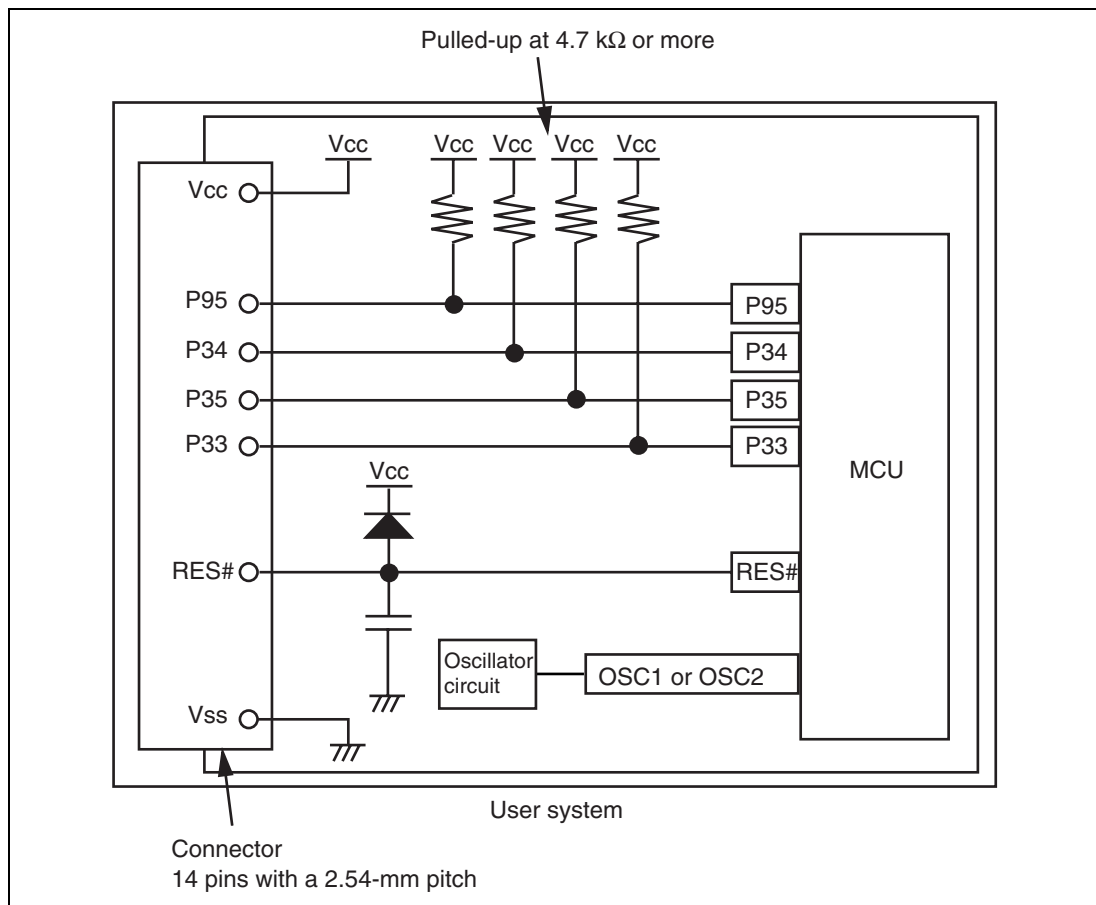 Pulled-up at 4.7 kΩ or more
Vcc
Vcc
Vcc
Vcc
Vcc
Vcc
P95
P95
P34
P34
P35
P35
P33
P33
MCU
Vcc
RES#
RES#
Oscillator
circuit
OSC1 or OSC2
Vss
User system
Connector
14 pins with a 2.54-mm pitch